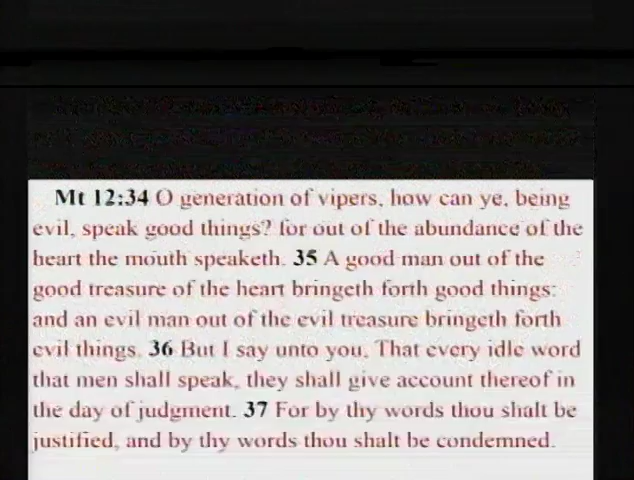 Mt 12:34 O generation of vipers, how can ye, being
evil, speak good things? for out of the abundance of the
heart the mouth speaketh. 35 A good man out of the
good treasure of the heart bringeth forth good things:
and an evil man out of the evil treasure bringeth forth
evil things. 36 But I say unto you, That every idle word
that men shall speak, they shall give account thereof in
the day of judgment. 37 For by thy words thou shalt be
justified, and by thy words thou shalt be condemned.